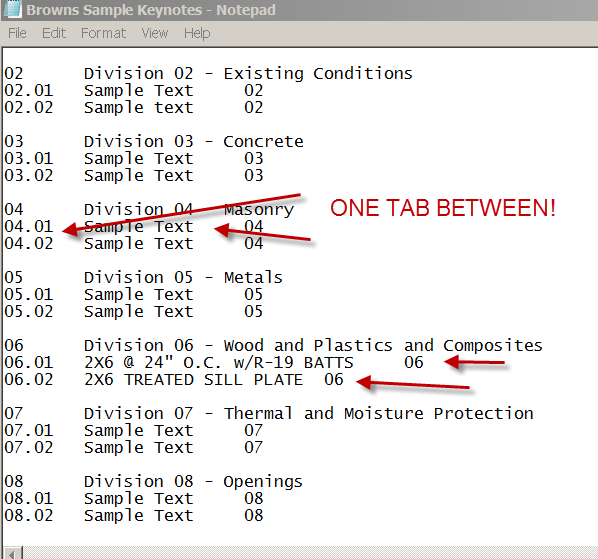 Browns Sample Keynotes - Notepad
File Edit Format View Help
02 Division 02 - Existing Conditions
02.01 Sample Text 02
02.02 Sample text 02
03 Division 03 - Concrete
03.01 Sample Text 03
03.02 Sample Text 03
04 Division 04 - Masonry
ONE TAB BETWEEN!
04.01 Sample Text 04
04.02 Sample Text 04
05 Division 05 - Metals
05.01 Sample Text 05
05.02 Sample Text 05
06 Division 06 - Wood and Plastics and Composites
06.01 2X6 @ 24" O.C. w/R-19 BATTS 06
06.02 2X6 TREATED SILL PLATE 06
07 Division 07 - Thermal and Moisture Protection
07.01 Sample Text 07
07.02 Sample Text 07
08 Division 08 - Openings
08.01 Sample Text 08
08.02 Sample Text 08